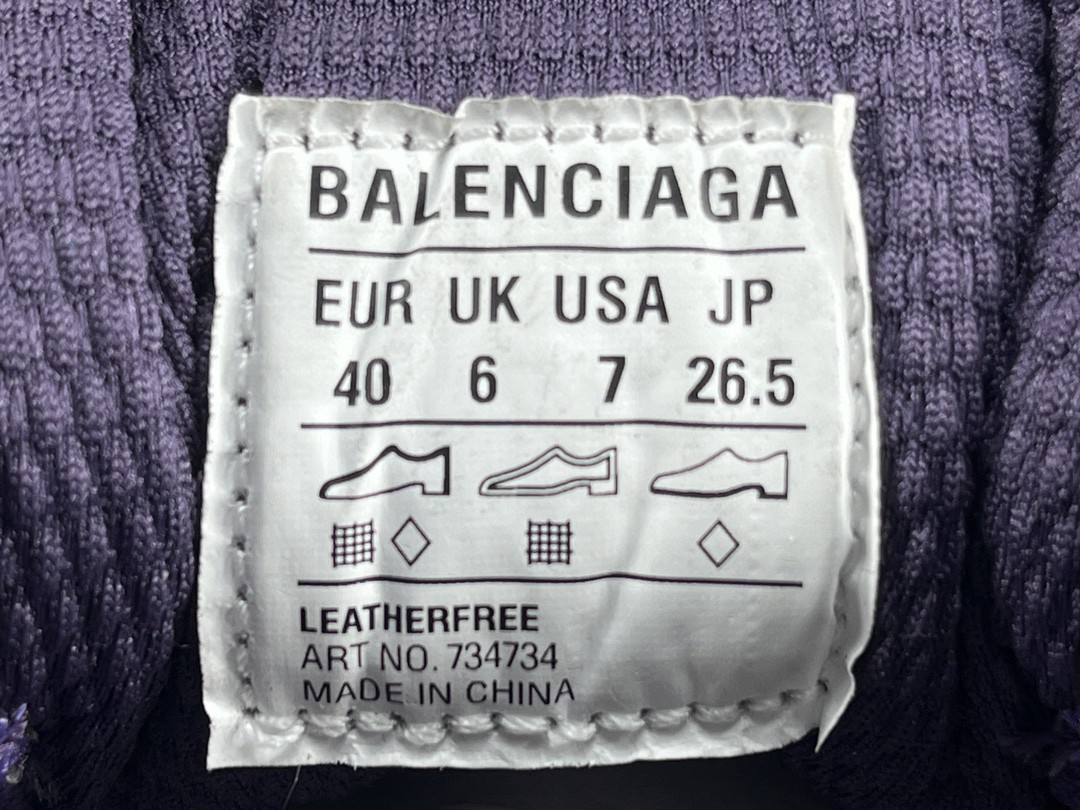 BALENCIAGA
EUR UK USA JP
40 6 7 26.5
LEATHERFREE
ART NO. 734734
MADE IN CHINA